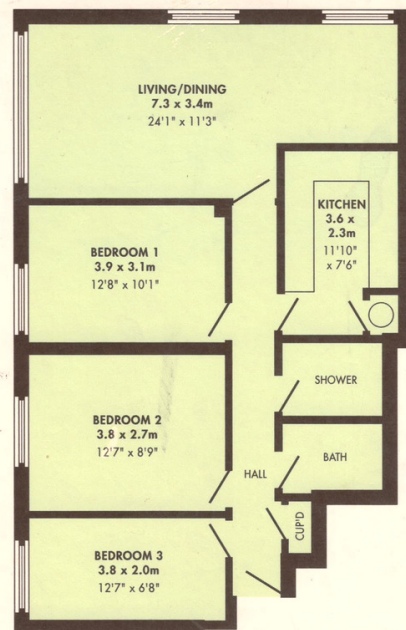 LIVING/DINING
7.3 x 3.4m
24'1" x 11'3"
KITCHEN
3.6 x
2.3m
11'10"
x 7'6"
BEDROOM 1
3.9 x 3.1m
12'8" x 10'1"
SHOWER
BEDROOM 2
3.8 x 2.7m
12'7" x 8'9"
BATH
HALL
CUP'D
BEDROOM 3
3.8 x 2.0m
12'7" x 6'8"